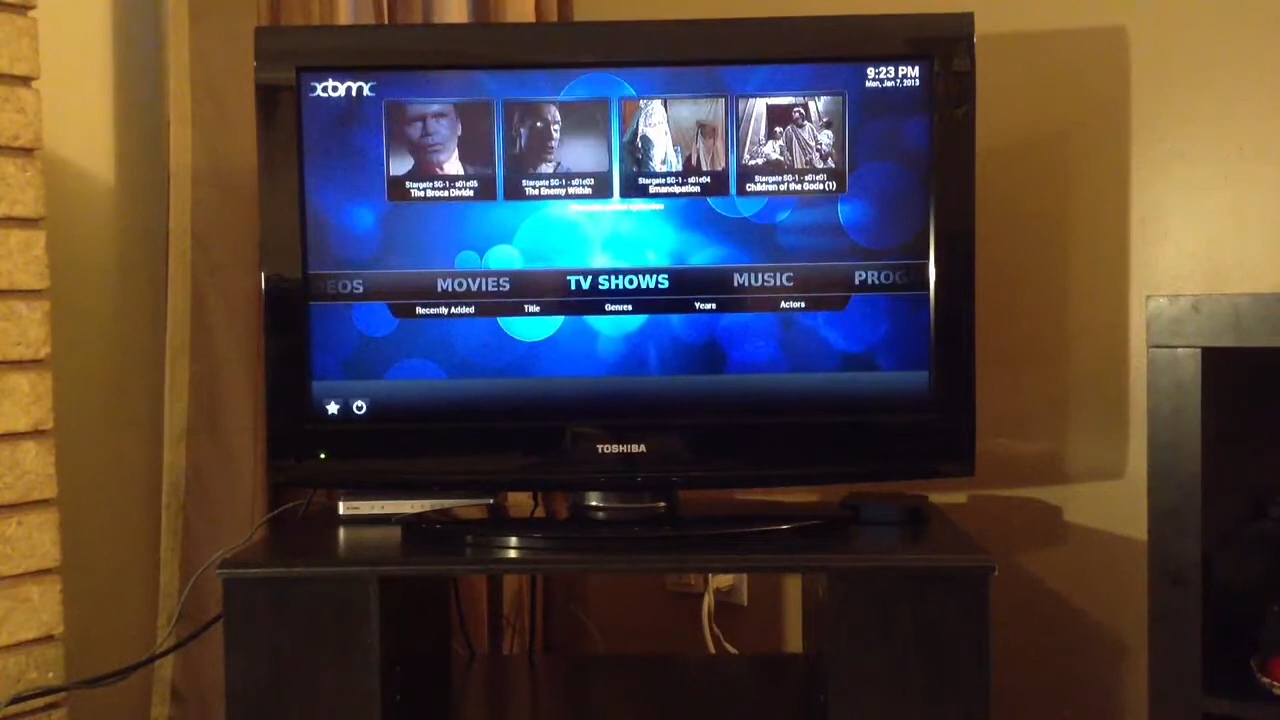 xbmc
9:23 PM
Mon, Jan 7, 2013
Stargate SG-1 - s01e05
The Broca Divide
Stargate SG-1 - s01e03
The Enemy Within
Stargate SG-1 - s01e04
Emancipation
Stargate SG-1 - s01e01
Children of the Gods (1)
DEOS MOVIES TV SHOWS MUSIC PROG
Recently Added Title Genres Years Actors
TOSHIBA